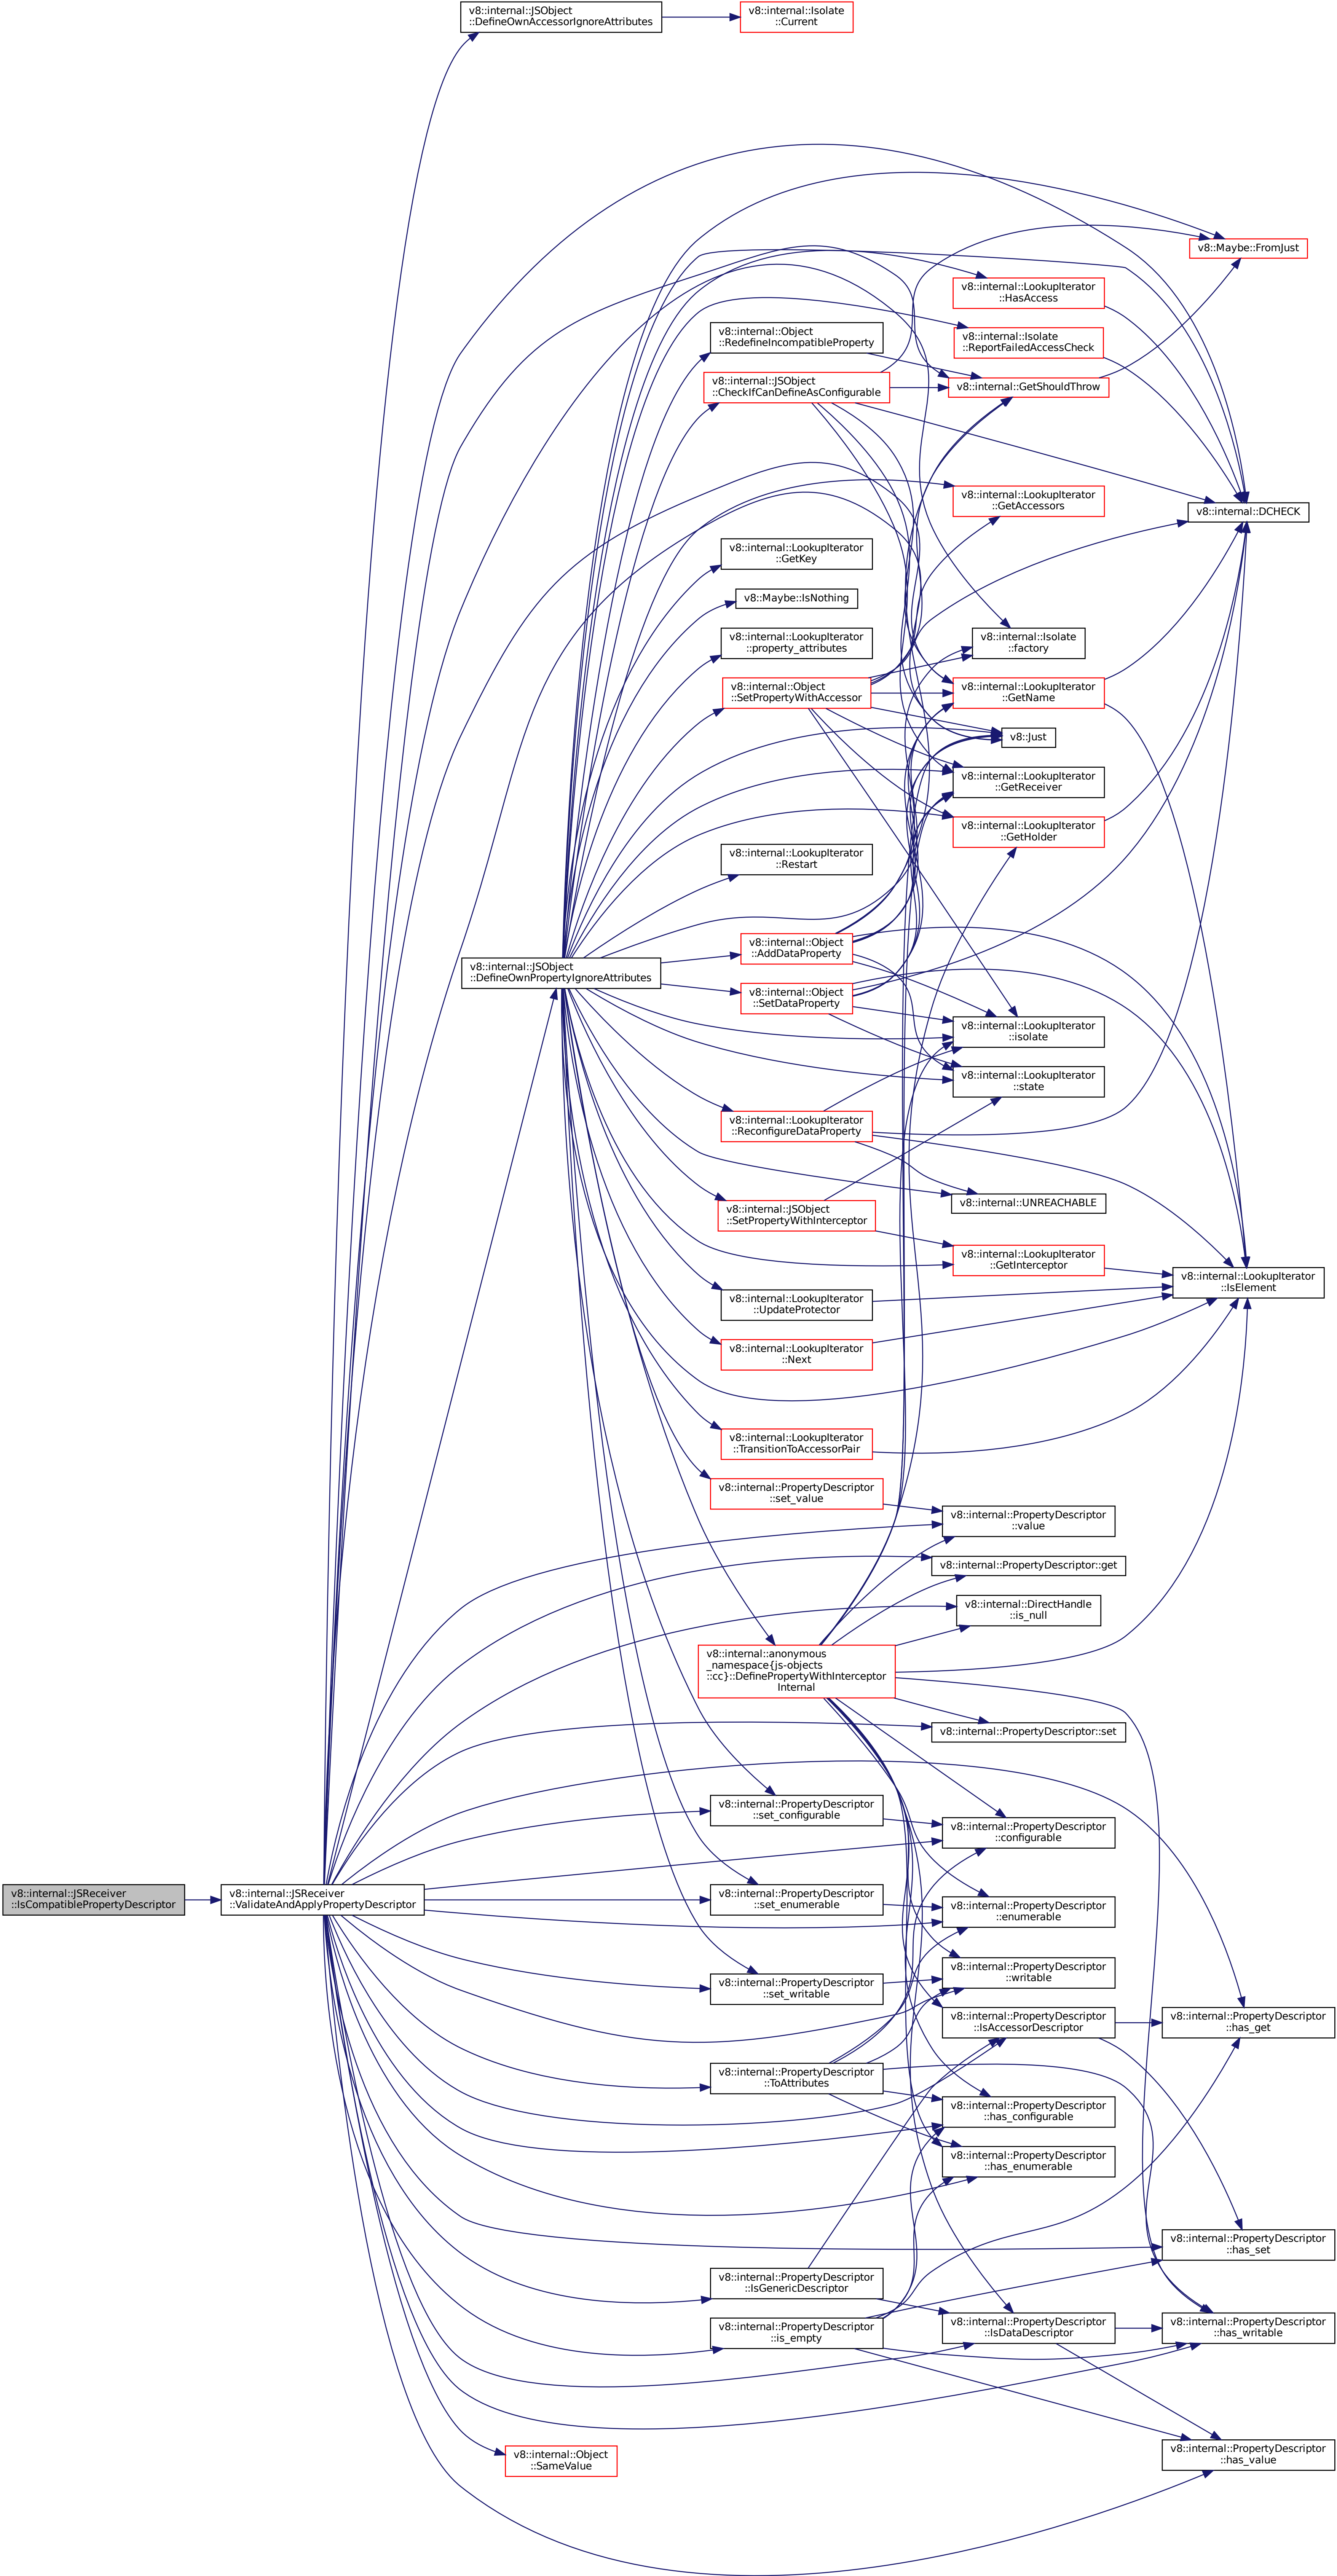 v8::internal::JSObject
::DefineOwnAccessorIgnoreAttributes
v8::internal::Isolate
::Current
v8::Maybe::FromJust
v8::internal::LookupIterator
::HasAccess
v8::internal::Object
::RedefineIncompatibleProperty
v8::internal::Isolate
::ReportFailedAccessCheck
v8::internal::JSObject
::CheckIfCanDefineAsConfigurable
v8::internal::GetShouldThrow
v8::internal::LookupIterator
::GetAccessors
v8::internal::DCHECK
v8::internal::LookupIterator
::GetKey
v8::Maybe::IsNothing
v8::internal::LookupIterator
::property_attributes
v8::internal::Isolate
::factory
v8::internal::Object
::SetPropertyWithAccessor
v8::internal::LookupIterator
::GetName
v8::Just
v8::internal::LookupIterator
::GetReceiver
v8::internal::LookupIterator
::GetHolder
v8::internal::LookupIterator
::Restart
v8::internal::Object
::AddDataProperty
v8::internal::JSObject
::DefineOwnPropertyIgnoreAttributes
v8::internal::Object
::SetDataProperty
v8::internal::LookupIterator
::isolate
v8::internal::LookupIterator
::state
v8::internal::LookupIterator
::ReconfigureDataProperty
v8::internal::UNREACHABLE
v8::internal::JSObject
::SetPropertyWithInterceptor
v8::internal::LookupIterator
::GetInterceptor
v8::internal::LookupIterator
::IsElement
v8::internal::LookupIterator
::UpdateProtector
v8::internal::LookupIterator
::Next
v8::internal::LookupIterator
::TransitionToAccessorPair
v8::internal::PropertyDescriptor
::set_value
v8::internal::PropertyDescriptor
::value
v8::internal::PropertyDescriptor::get
v8::internal::DirectHandle
::is_null
v8::internal::anonymous
_namespace{js-objects
::cc}::DefinePropertyWithInterceptor
Internal
v8::internal::PropertyDescriptor::set
v8::internal::PropertyDescriptor
::set_configurable
v8::internal::PropertyDescriptor
::configurable
v8::internal::JSReceiver
::IsCompatiblePropertyDescriptor
v8::internal::JSReceiver
::ValidateAndApplyPropertyDescriptor
v8::internal::PropertyDescriptor
::set_enumerable
v8::internal::PropertyDescriptor
::enumerable
v8::internal::PropertyDescriptor
::set_writable
v8::internal::PropertyDescriptor
::writable
v8::internal::PropertyDescriptor
::IsAccessorDescriptor
v8::internal::PropertyDescriptor
::has_get
v8::internal::PropertyDescriptor
::ToAttributes
v8::internal::PropertyDescriptor
::has_configurable
v8::internal::PropertyDescriptor
::has_enumerable
v8::internal::PropertyDescriptor
::has_set
v8::internal::PropertyDescriptor
::IsGenericDescriptor
v8::internal::PropertyDescriptor
::is_empty
v8::internal::PropertyDescriptor
::IsDataDescriptor
v8::internal::PropertyDescriptor
::has_writable
v8::internal::Object
::SameValue
v8::internal::PropertyDescriptor
::has_value